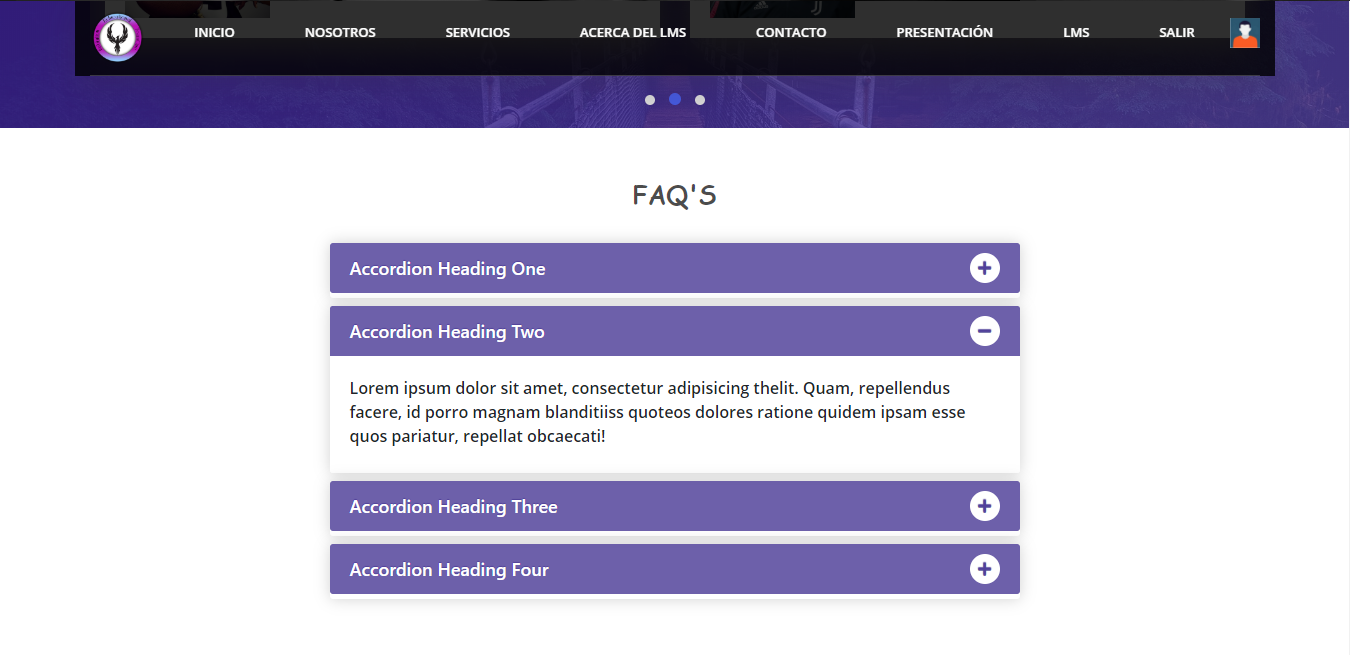 INICIO NOSOTROS SERVICIOS ACERCA DEL LMS CONTACTO PRESENTACIÓN LMS SALIR
FAQ'S
Accordion Heading One
Accordion Heading Two
Lorem ipsum dolor sit amet, consectetur adipisicing thelit. Quam, repellendus
facere, id porro magnam blanditiiss quoteos dolores ratione quidem ipsam esse
quos pariatur, repellat obcaecati!
Accordion Heading Three
Accordion Heading Four